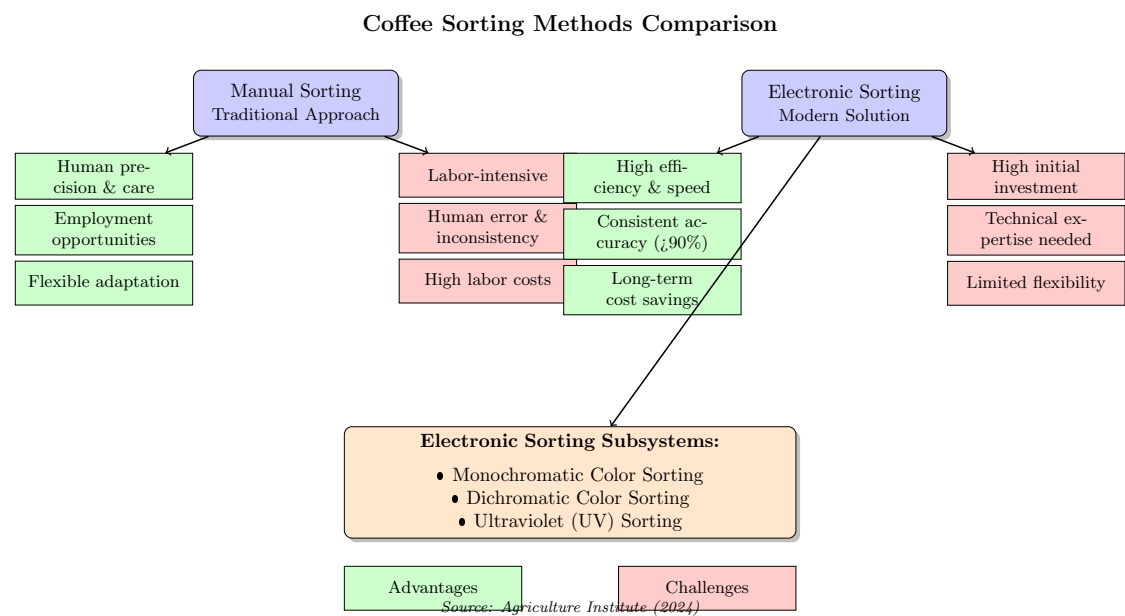 Coffee Sorting Methods Comparison
Manual Sorting
Traditional Approach
Human pre-
cision & care
Employment
opportunities
Flexible adaptation
Labor-intensive
Human error &
inconsistency
High labor costs
Electronic Sorting
Modern Solution
High effi-
ciency & speed
Consistent ac-
curacy (¿90%)
Long-term
cost savings
High initial
investment
Technical ex-
pertise needed
Limited flexibility
Electronic Sorting Subsystems:
• Monochromatic Color Sorting
• Dichromatic Color Sorting
• Ultraviolet (UV) Sorting
Advantages
Challenges
Source: Agriculture Institute (2024)